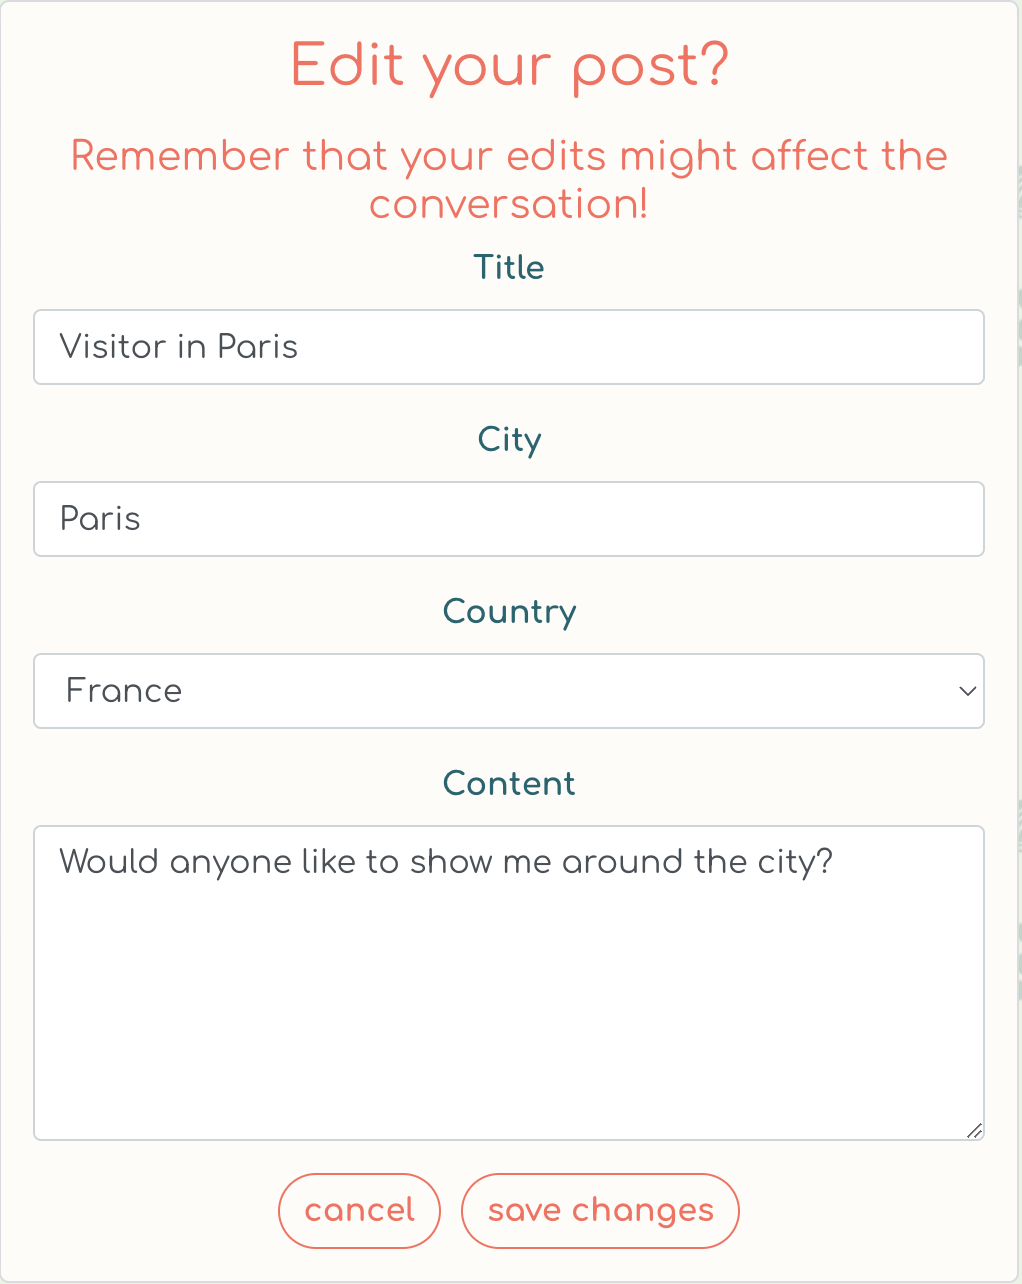 Edit your post?
Remember that your edits might affect the
conversation!
Title
Visitor in Paris
City
Paris
Country
France
Content
Would anyone like to show me around the city?
cancel
save changes